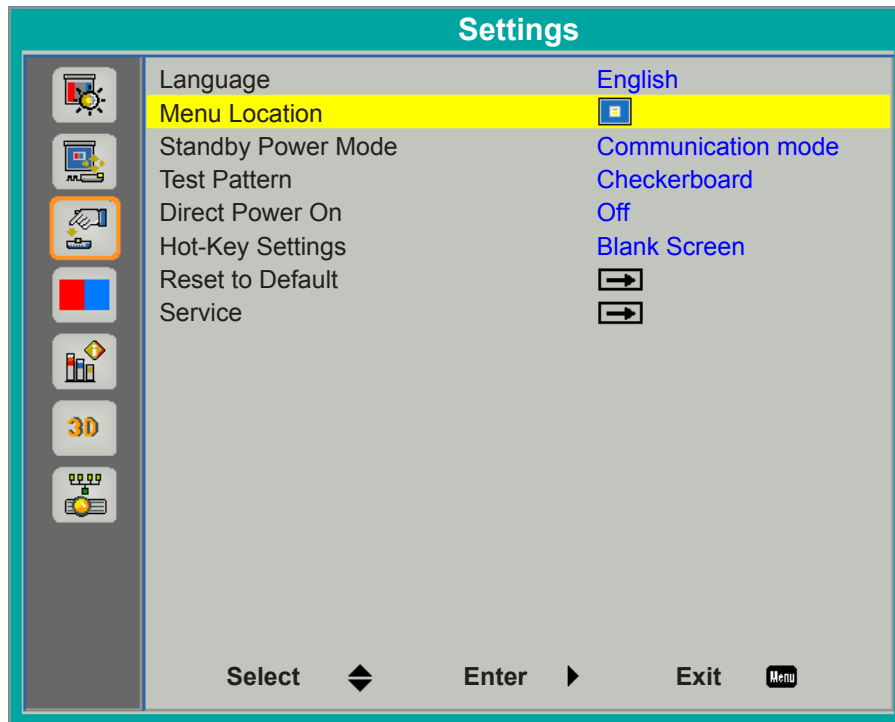 Settings
Language English
Menu Location
Standby Power Mode Communication mode
Test Pattern Checkerboard
Direct Power On Off
Hot-Key Settings Blank Screen
Reset to Default
Service
3D
Select Enter Exit Menu